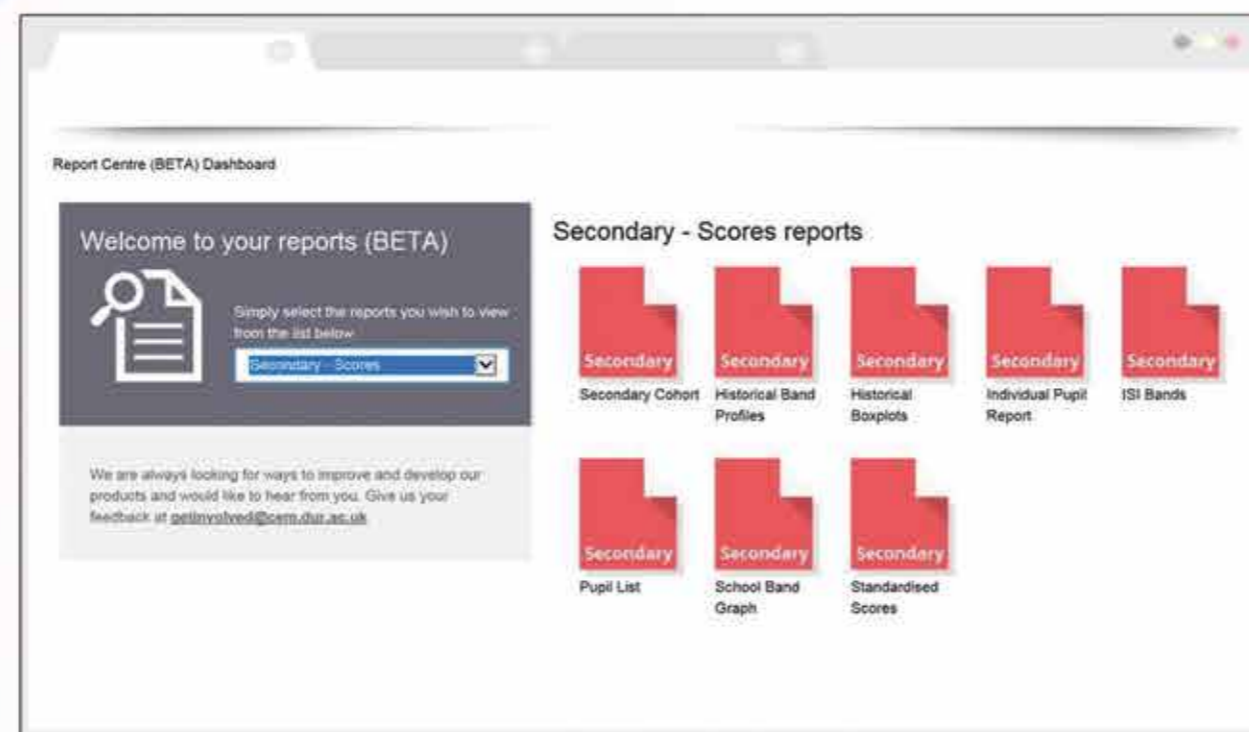 Report Centre (BETA) Dashboard
Welcome to your reports (BETA)
Simply select the reports you wish to view
from the list below
Secondary - Scores
We are always looking for ways to improve and develop our
products and would like to hear from you. Give us your
feedback at getinvolved@cem.dur.ac.uk
Secondary - Scores reports
Secondary
Secondary
Secondary
Secondary
Secondary
Secondary Cohort
Historical Band
Profiles
Historical
Boxplots
Individual Pupil
Report
ISI Bands
Secondary
Secondary
Secondary
Pupil List
School Band
Graph
Standardised
Scores